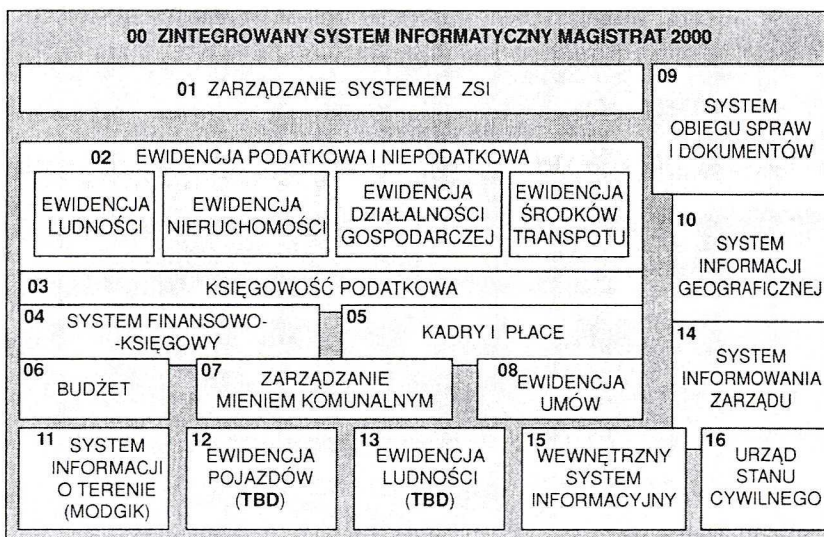 00 ZINTEGROWANY SYSTEM INFORMATYCZNY MAGISTRAT 2000
01 ZARZĄDZANIE SYSTEMEM ZSI
09
SYSTEM
OBIEGU SPRAW
I DOKUMENTÓW
02 EWIDENCJA PODATKOWA I NIEPODATKOWA
EWIDENCJA
LUDNOŚCI
EWIDENCJA
NIERUCHOMOŚCI
EWIDENCJA
DZIAŁALNOŚCI
GOSPODARCZEJ
EWIDENCJA
ŚRODKÓW
TRANSPOTU
10
SYSTEM
INFORMACJI
GEOGRAFICZNEJ
03 KSIĘGOWOŚĆ PODATKOWA
04 SYSTEM FINANSOWO-
-KSIĘGOWY
05
KADRY I PŁACE
14
SYSTEM
INFORMOWANIA
ZARZĄDU
06
BUDŻET
07 ZARZĄDZANIE
MIENIEM KOMUNALNYM
08 EWIDENCJA
UMÓW
11 SYSTEM
INFORMACJI
O TERENIE
(MODGIK)
12
EWIDENCJA
POJAZDÓW
(TBD)
13
EWIDENCJA
LUDNOŚCI
(TBD)
15
WEWNĘTRZNY
SYSTEM
INFORMACYJNY
16 URZĄD
STANU
CYWILNEGO